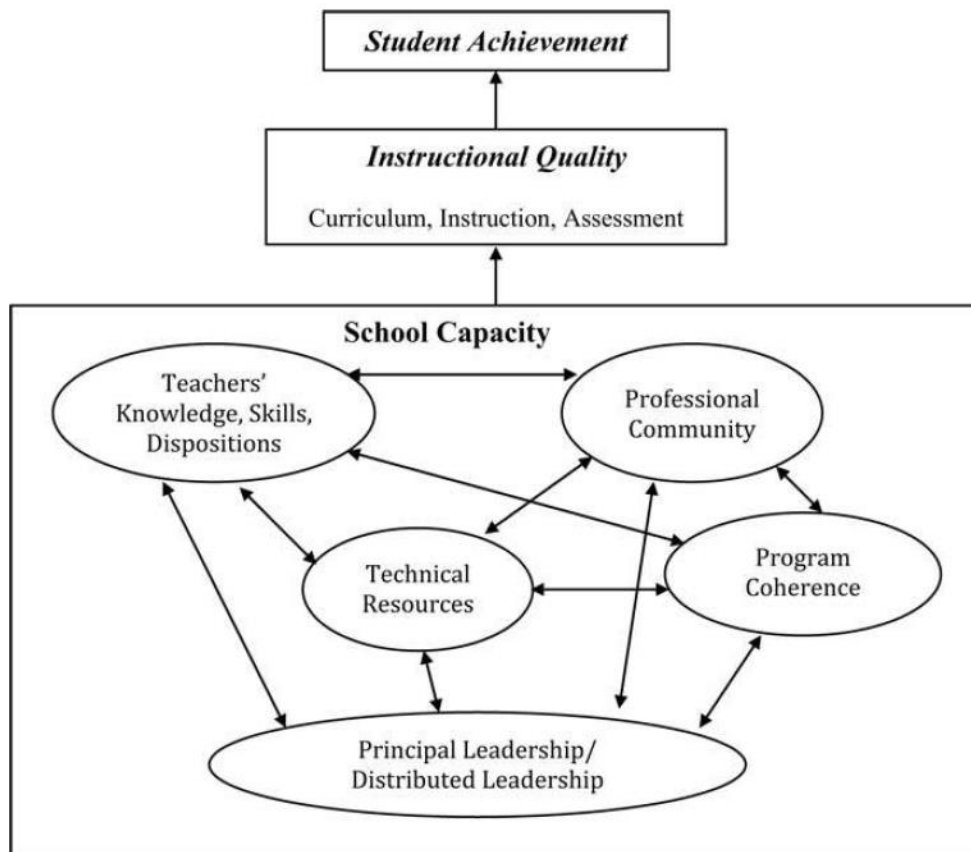 Student Achievement
Instructional Quality
Curriculum, Instruction, Assessment
School Capacity
Teachers’
Knowledge, Skills,
Dispositions
Professional
Community
Technical
Resources
Program
Coherence
Principal Leadership/
Distributed Leadership